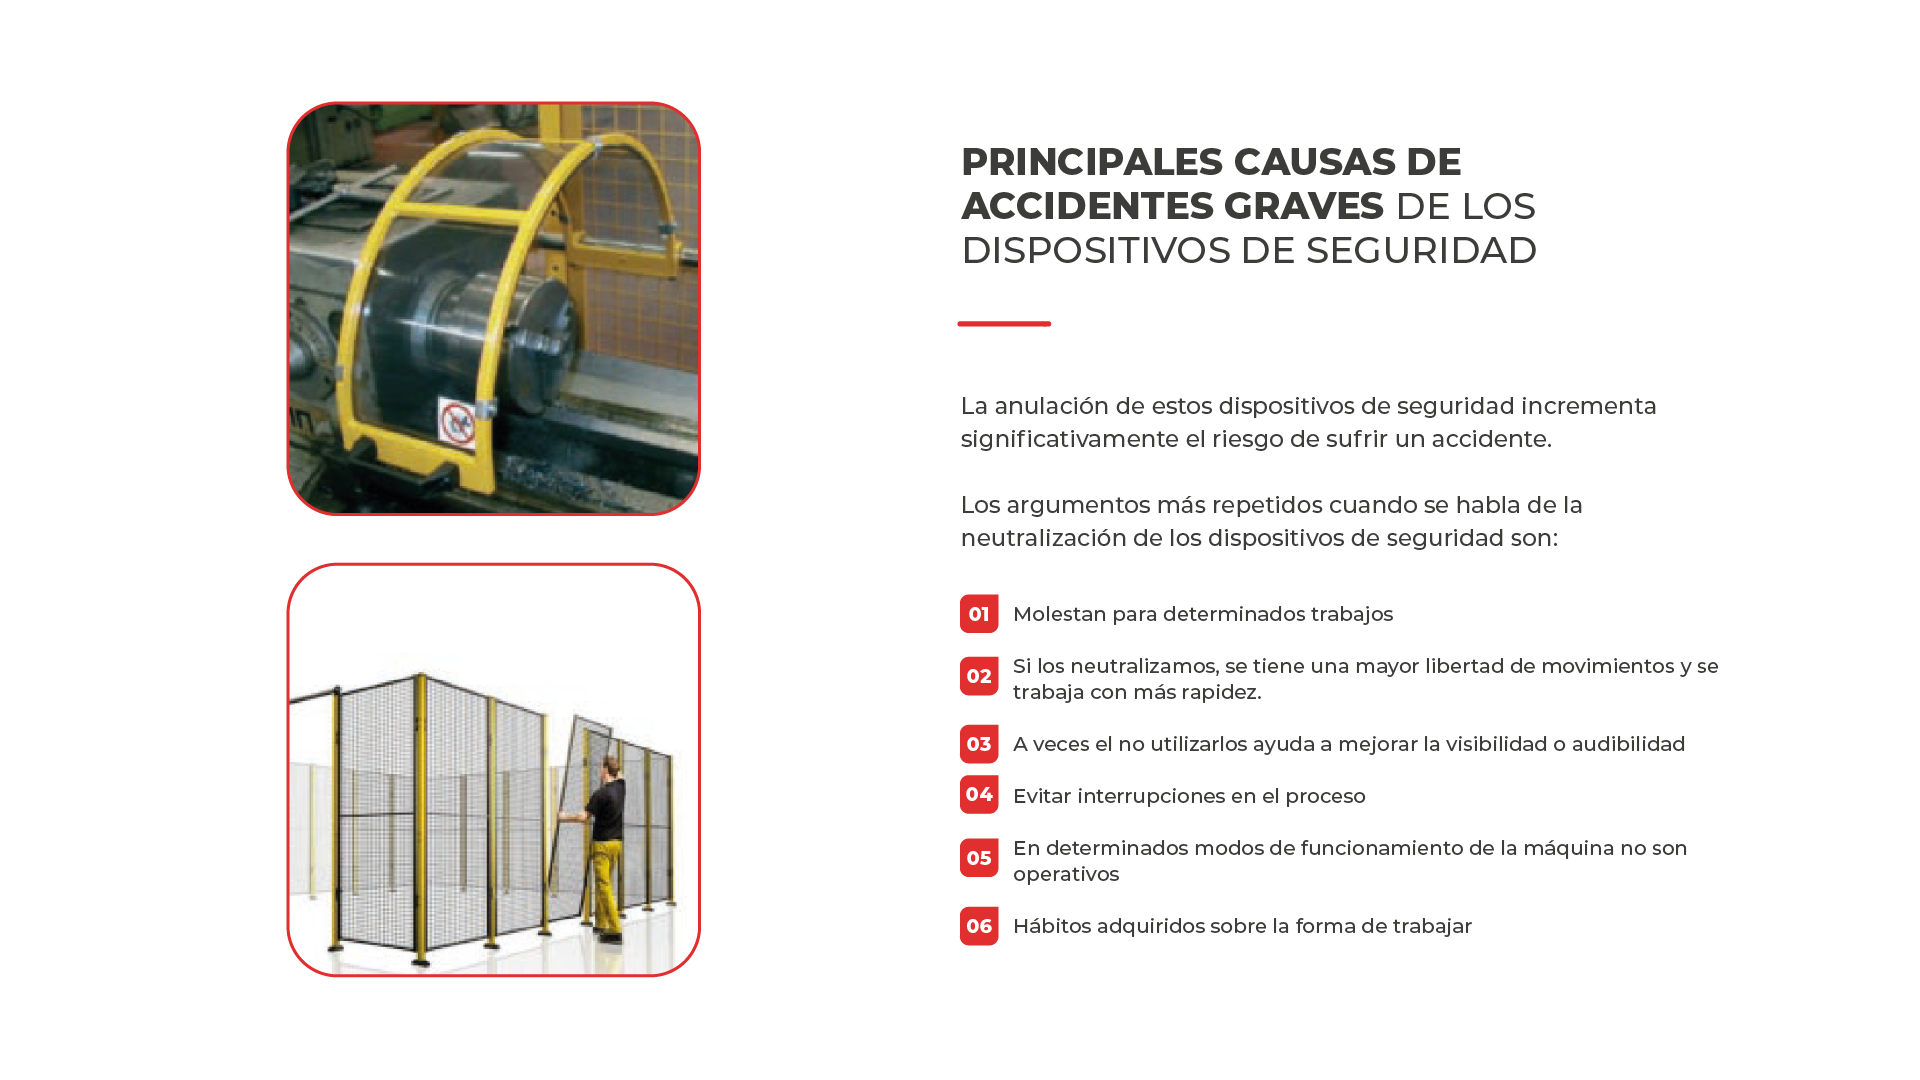 PRINCIPALES CAUSAS DE
ACCIDENTES GRAVES DE LOS
DISPOSITIVOS DE SEGURIDAD
La anulación de estos dispositivos de seguridad incrementa
significativamente el riesgo de sufrir un accidente.
Los argumentos más repetidos cuando se habla de la
neutralización de los dispositivos de seguridad son:
01 Molestan para determinados trabajos
02 Si los neutralizamos, se tiene una mayor libertad de movimientos y se
trabaja con más rapidez.
03 A veces el no utilizarlos ayuda a mejorar la visibilidad o audibilidad
04 Evitar interrupciones en el proceso
05 En determinados modos de funcionamiento de la máquina no son
operativos
06 Hábitos adquiridos sobre la forma de trabajar